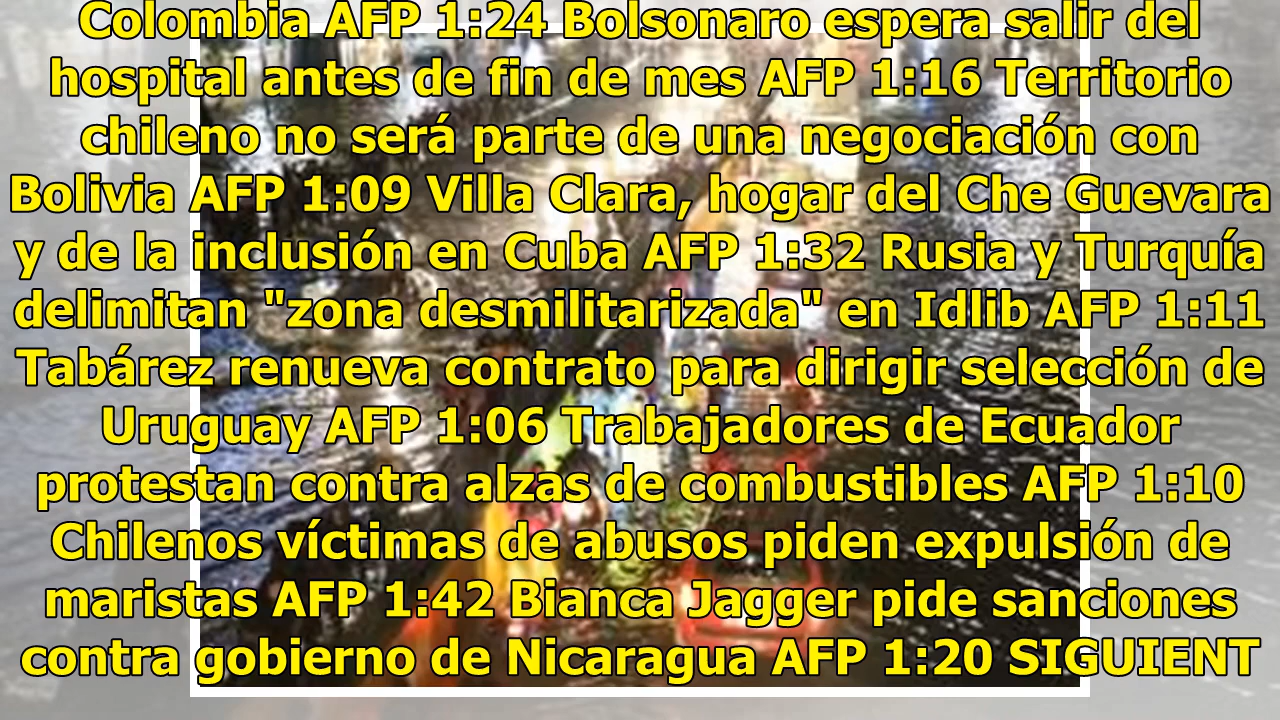 Colombia AFP 1:24 Bolsonaro espera salir del
hospital antes de fin de mes AFP 1:16 Territorio
chileno no será parte de una negociación con
Bolivia AFP 1:09 Villa Clara, hogar del Che Guevara
y de la inclusión en Cuba AFP 1:32 Rusia y Turquía
delimitan "zona desmilitarizada" en Idlib AFP 1:11
Tabárez renueva contrato para dirigir selección de
Uruguay AFP 1:06 Trabajadores de Ecuador
protestan contra alzas de combustibles AFP 1:10
Chilenos víctimas de abusos piden expulsión de
maristas AFP 1:42 Bianca Jagger pide sanciones
contra gobierno de Nicaragua AFP 1:20 SIGUIENT